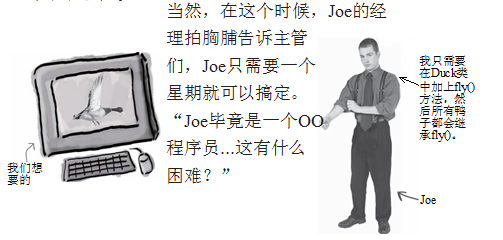 当然，在这个时候，Joe的经
理拍胸脯告诉主管
们，Joe只需要一个
星期就可以搞定。
“Joe毕竟是一个OO
程序员...这有什么
困难？”
我们想
要的
我只需要
在Duck类
中加上fly()
方法，然
后所有鸭
子都会继
承fly()。
Joe